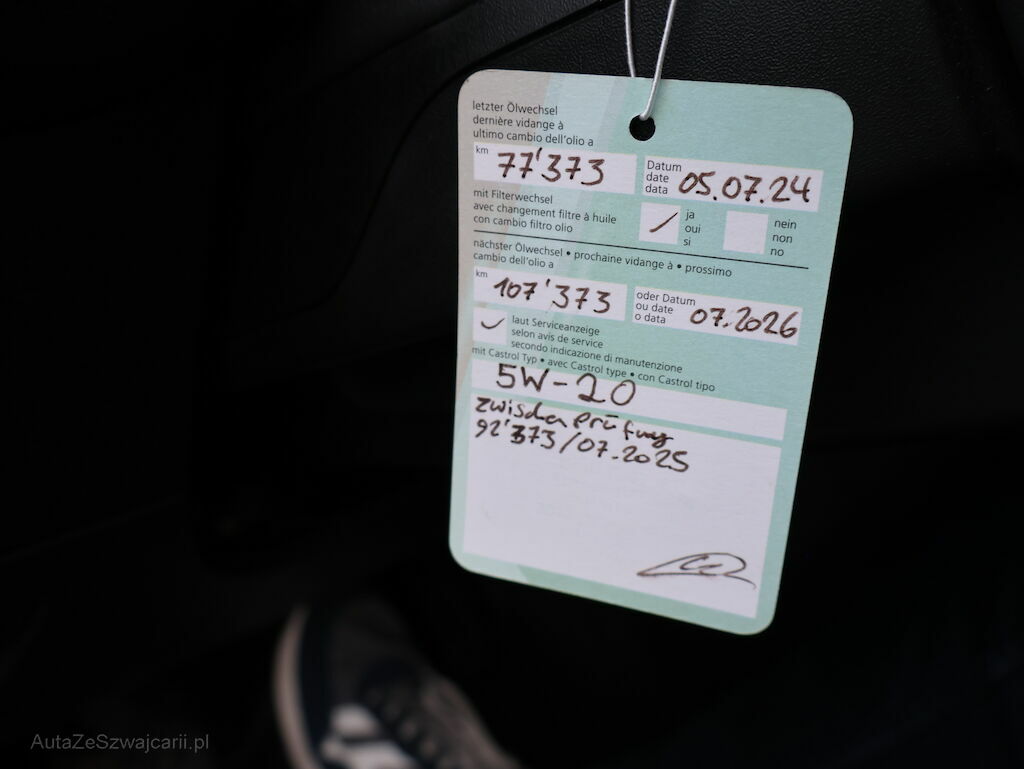 letzter Ölwechsel
dernière vidange à
ultimo cambio dell'olio a
km 77'373
Datum
date
data
05.07.24
mit Filterwechsel
avec changement filtre à huile
con cambio filtro olio
ja
oui
si
nein
non
no
nächster Ölwechsel • prochaine vidange à • prossimo
cambio dell'olio a
km 107'373
oder Datum
ou date
o data
07.2026
laut Serviceanzeige
selon avis de service
secondo indicazione di manutenzione
mit Castrol Typ • avec Castrol type • con Castrol tipo
5W-20
zwischen Prüfung
92'373/07.2025
AutaZeSzwajcarii.pl